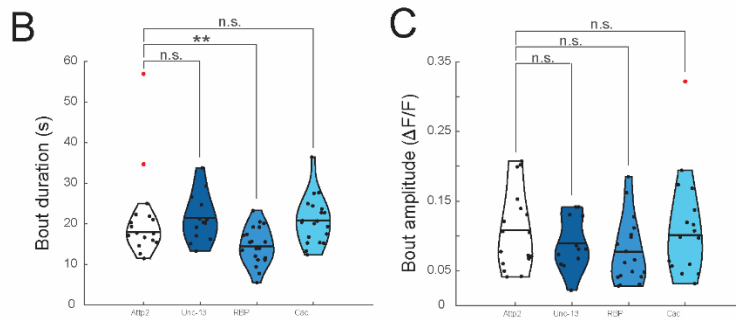 B
n.s.
**
n.s.
Bout duration (s)
60
50
40
30
20
10
0
Attp2 Unc-13 RBP Cac
C
n.s.
n.s.
n.s.
Bout amplitude (ΔF/F)
0.35
0.25
0.15
0.05
0
Attp2 Unc-13 RBP Cac